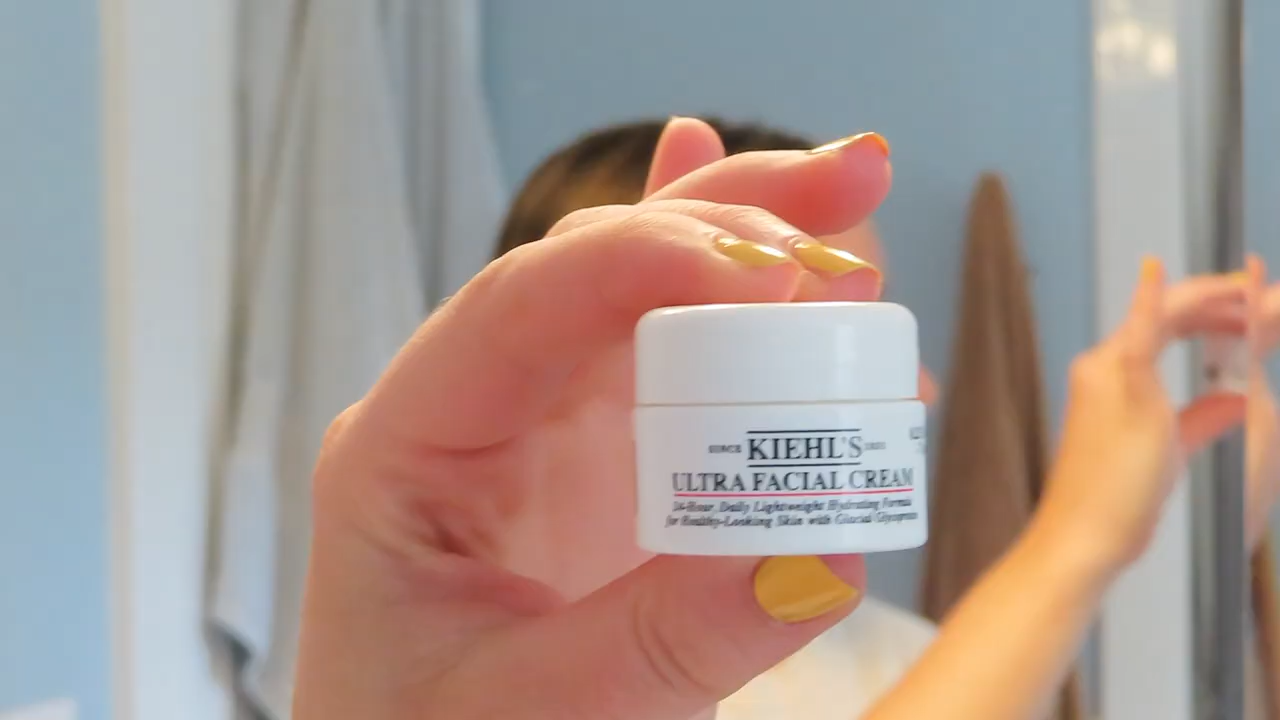 SINCE KIEHL'S 1851
ULTRA FACIAL CREAM
24-Hour Daily Lightweight Hydrating Formula
for Healthy-Looking Skin with Glacial Glycoprotein